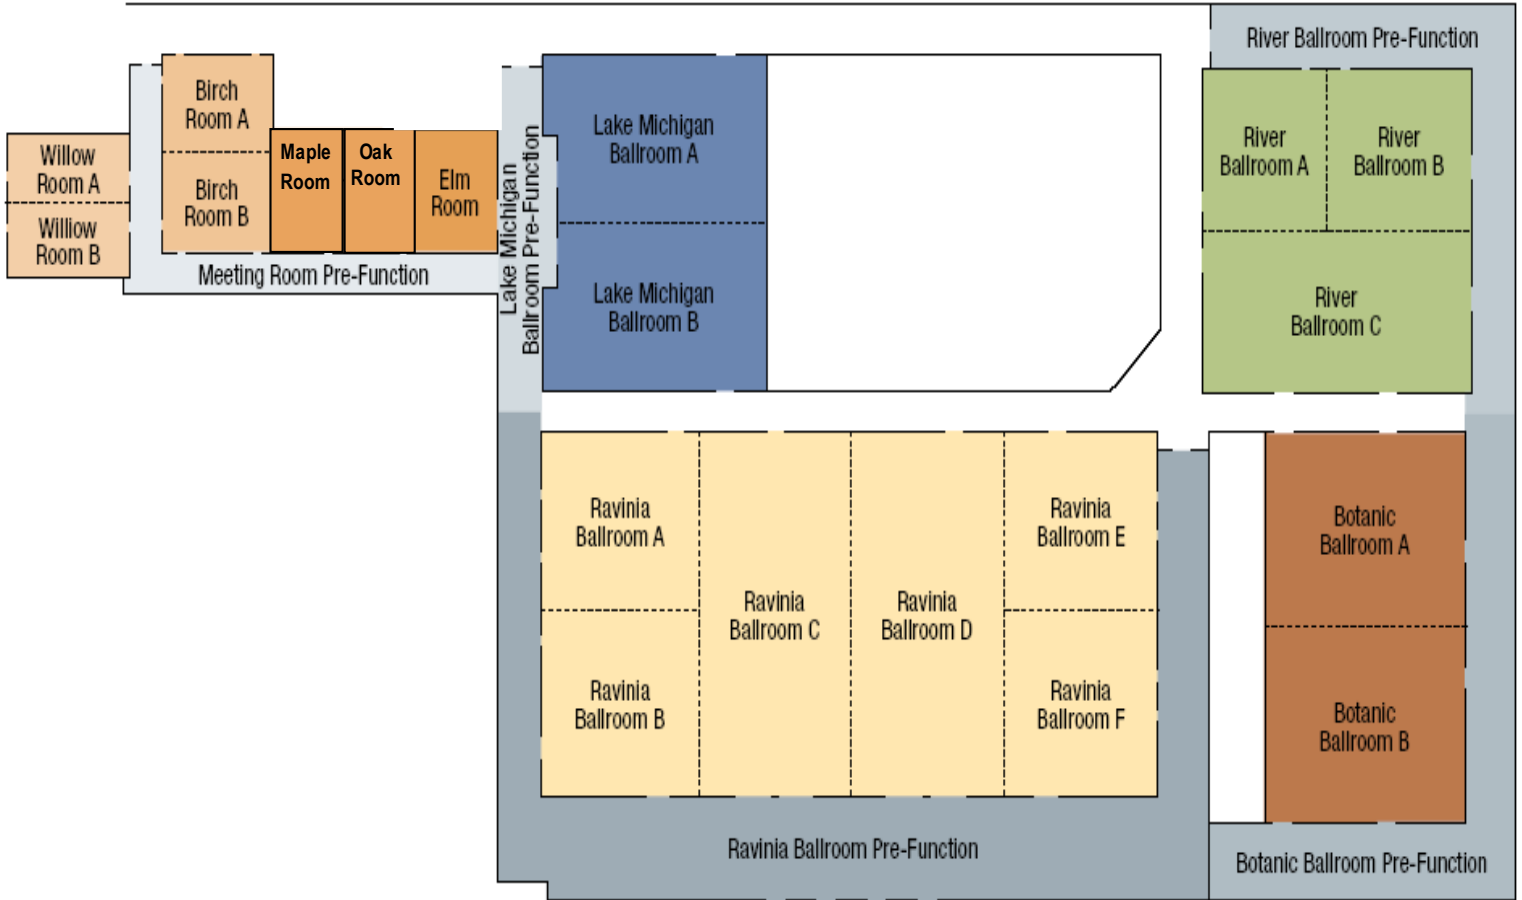 River Ballroom Pre-Function
Birch
Room A
Willow
Room A
Williow
Room B
Birch
Room B
Maple
Room
Oak
Room
Elm
Room
Meeting Room Pre-Function
Lake Michigan
Ballroom Pre-Function
Lake Michigan
Ballroom A
Lake Michigan
Ballroom B
River
Ballroom A
River
Ballroom B
River
Ballroom C
Ravinia
Ballroom A
Ravinia
Ballroom B
Ravinia
Ballroom C
Ravinia
Ballroom D
Ravinia
Ballroom E
Ravinia
Ballroom F
Botanic
Ballroom A
Botanic
Ballroom B
Ravinia Ballroom Pre-Function
Botanic Ballroom Pre-Function